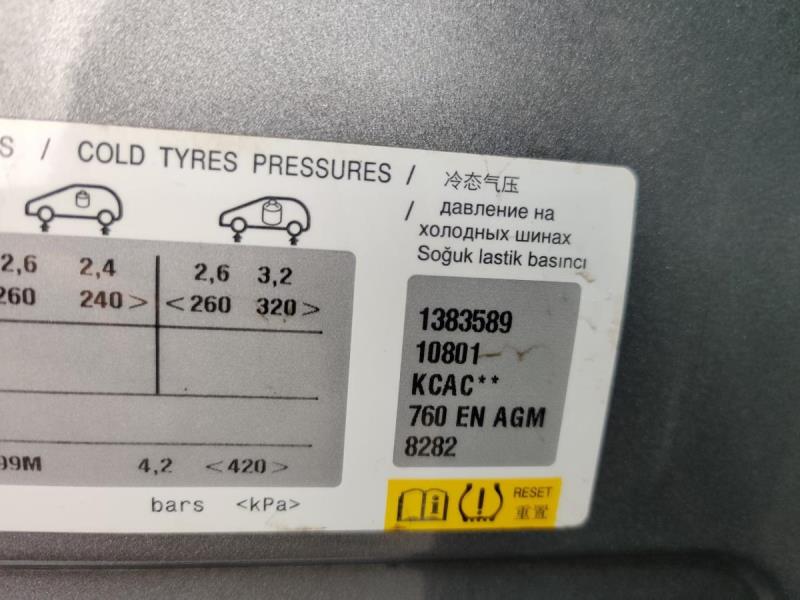 S / COLD TYRES PRESSURES / 冷态气压
/ давление на
холодных шинах
Soğuk lastik basıncı
2,6 2,4 2,6 3,2
260 240> <260 320>
99M 4,2 <420>
bars <kPa>
1383589
10801
KCAC**
760 EN AGM
8282
RESET
重置